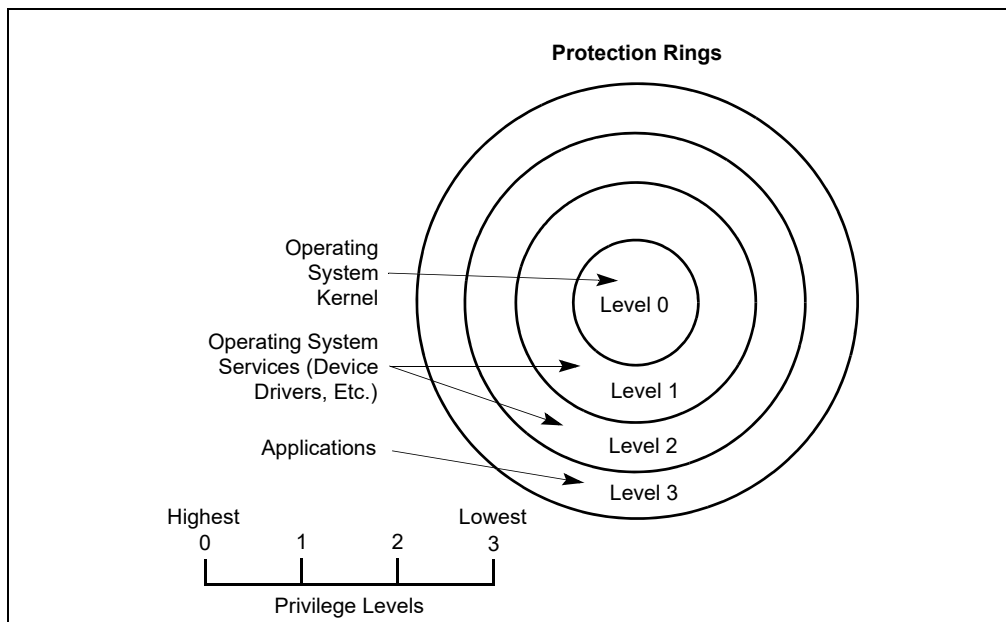 Protection Rings
Operating
System
Kernel
Level 0
Operating System
Services (Device
Drivers, Etc.)
Level 1
Level 2
Applications
Level 3
Highest
Lowest
0
1
2
3
Privilege Levels